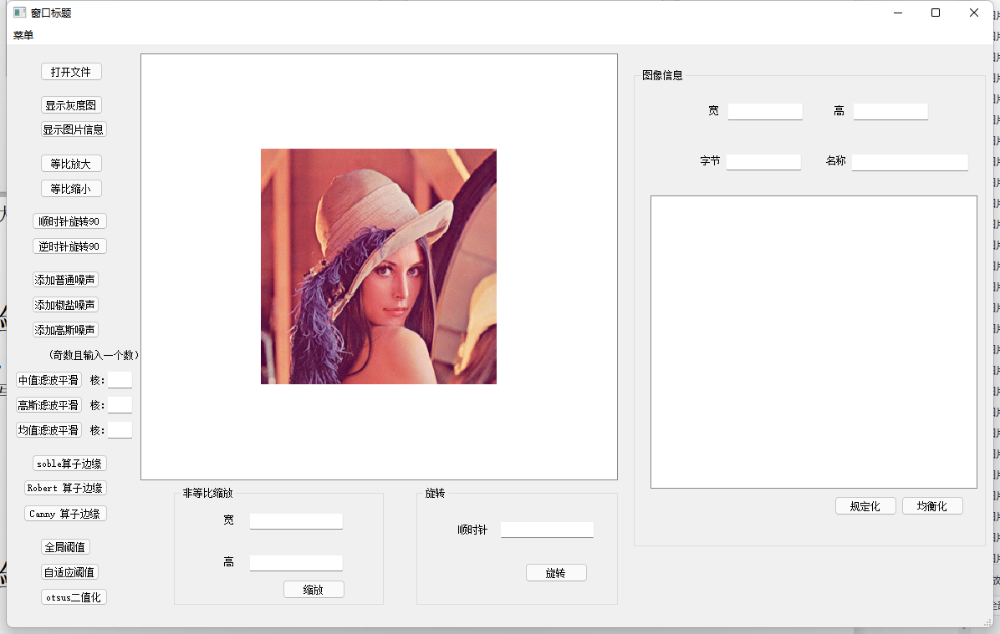 窗口标题
菜单
打开文件
显示灰度图
显示图片信息
等比放大
等比缩小
顺时针旋转90
逆时针旋转90
添加普通噪声
添加椒盐噪声
添加高斯噪声
(奇数且输入一个数)
中值滤波平滑 核:
高斯滤波平滑 核:
均值滤波平滑 核:
soble算子边缘
Robert 算子边缘
Canny 算子边缘
全局阈值
自适应阈值
otsus二值化
非等比缩放
宽
高
缩放
旋转
顺时针
旋转
图像信息
宽 高
字节 名称
规定化 均衡化